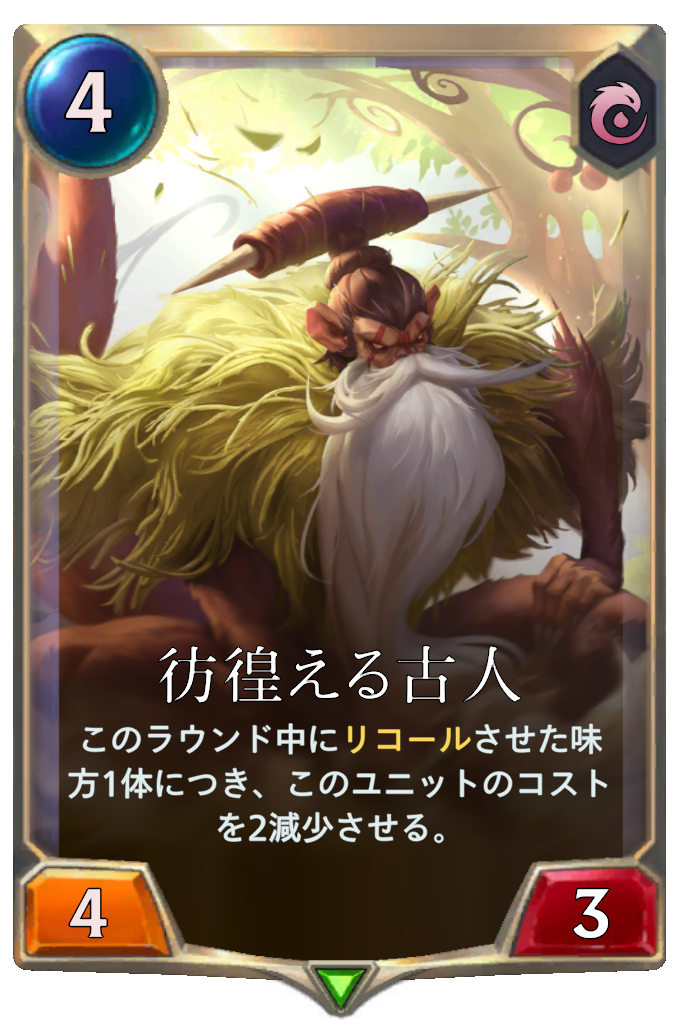 4
彷徨える古人
このラウンド中にリコールさせた味
方1体につき、このユニットのコスト
を2減少させる。
4
3